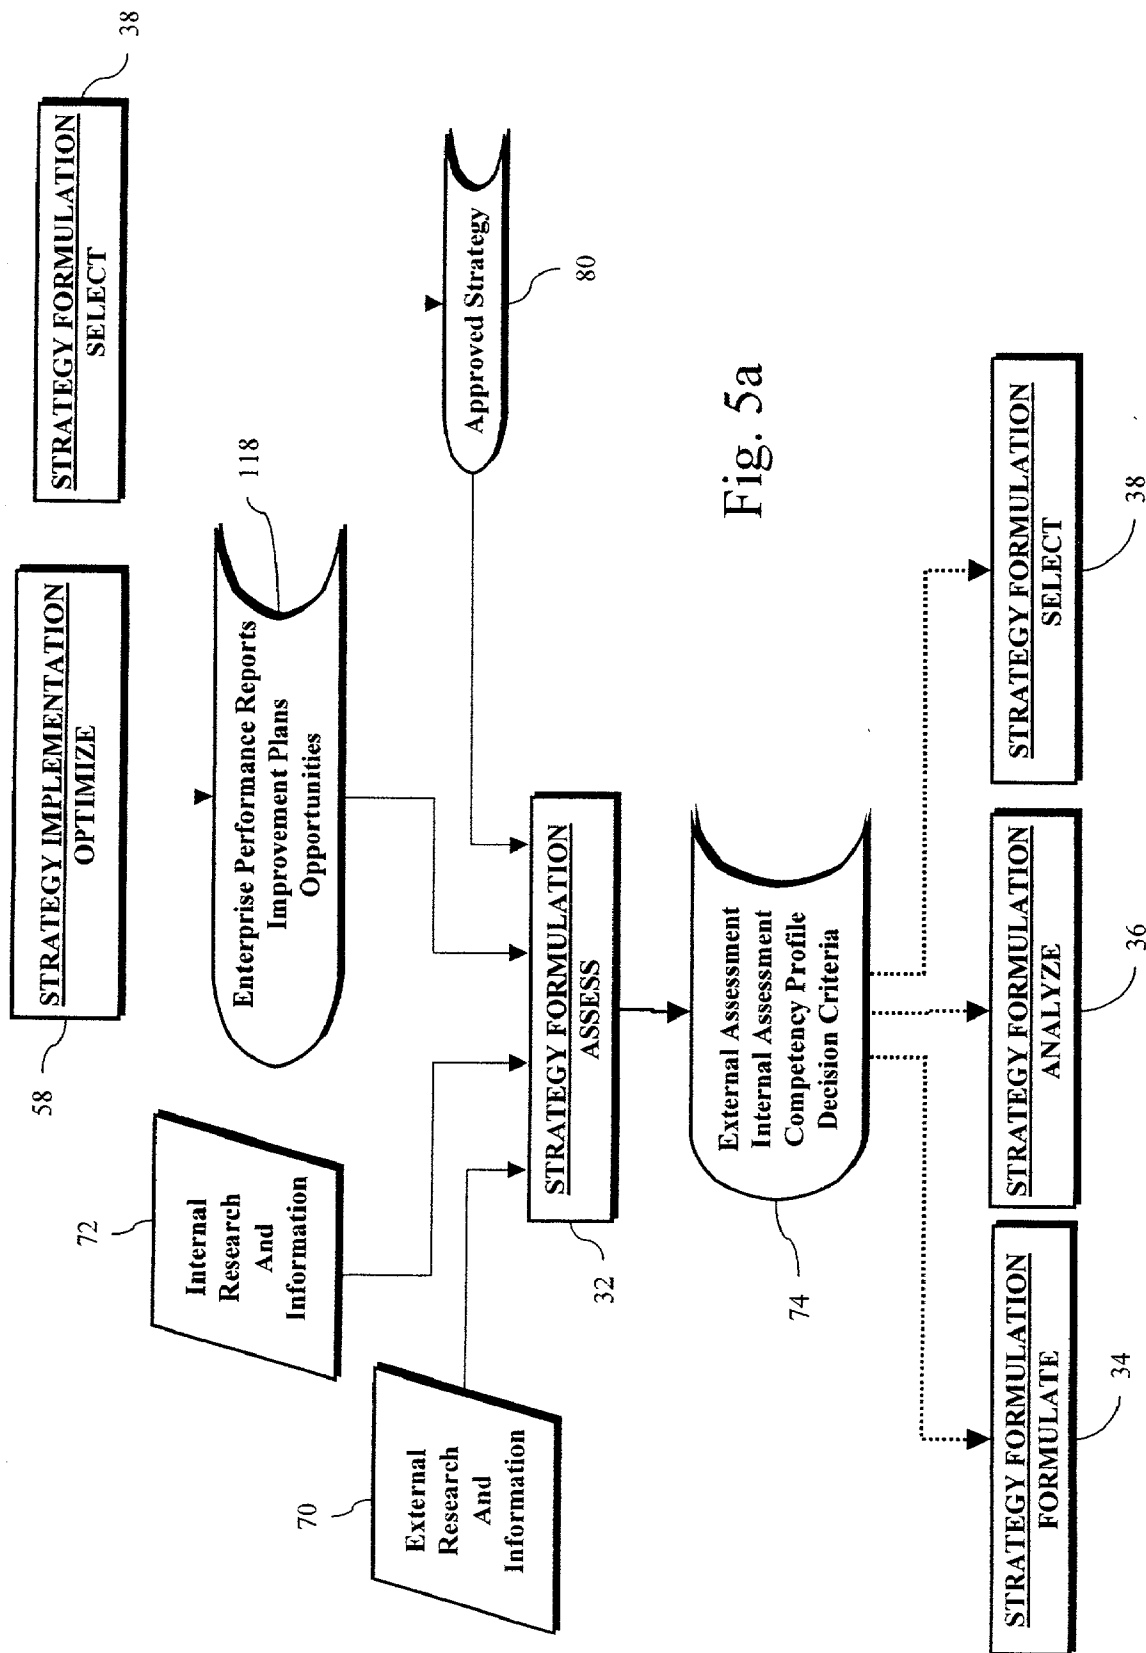 STRATEGY IMPLEMENTATION
OPTIMIZE
58
STRATEGY FORMULATION
SELECT
38
Internal
Research
And
Information
72
Enterprise Performance Reports
Improvement Plans
Opportunities
118
External
Research
And
Information
70
Approved Strategy
80
STRATEGY FORMULATION
ASSESS
32
External Assessment
Internal Assessment
Competency Profile
Decision Criteria
74
Fig. 5a
STRATEGY FORMULATION
FORMULATE
34
STRATEGY FORMULATION
ANALYZE
36
STRATEGY FORMULATION
SELECT
38